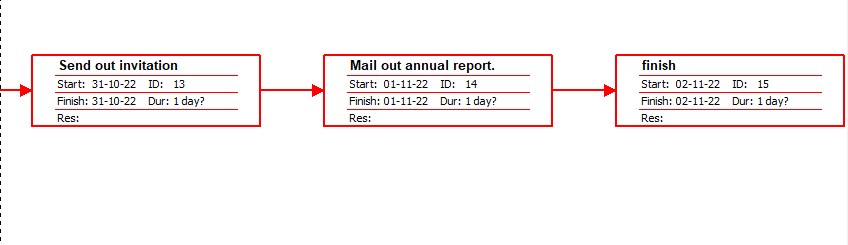 Send out invitation
Start: 31-10-22 ID: 13
Finish: 31-10-22 Dur: 1 day?
Res:
Mail out annual report.
Start: 01-11-22 ID: 14
Finish: 01-11-22 Dur: 1 day?
Res:
finish
Start: 02-11-22 ID: 15
Finish: 02-11-22 Dur: 1 day?
Res: